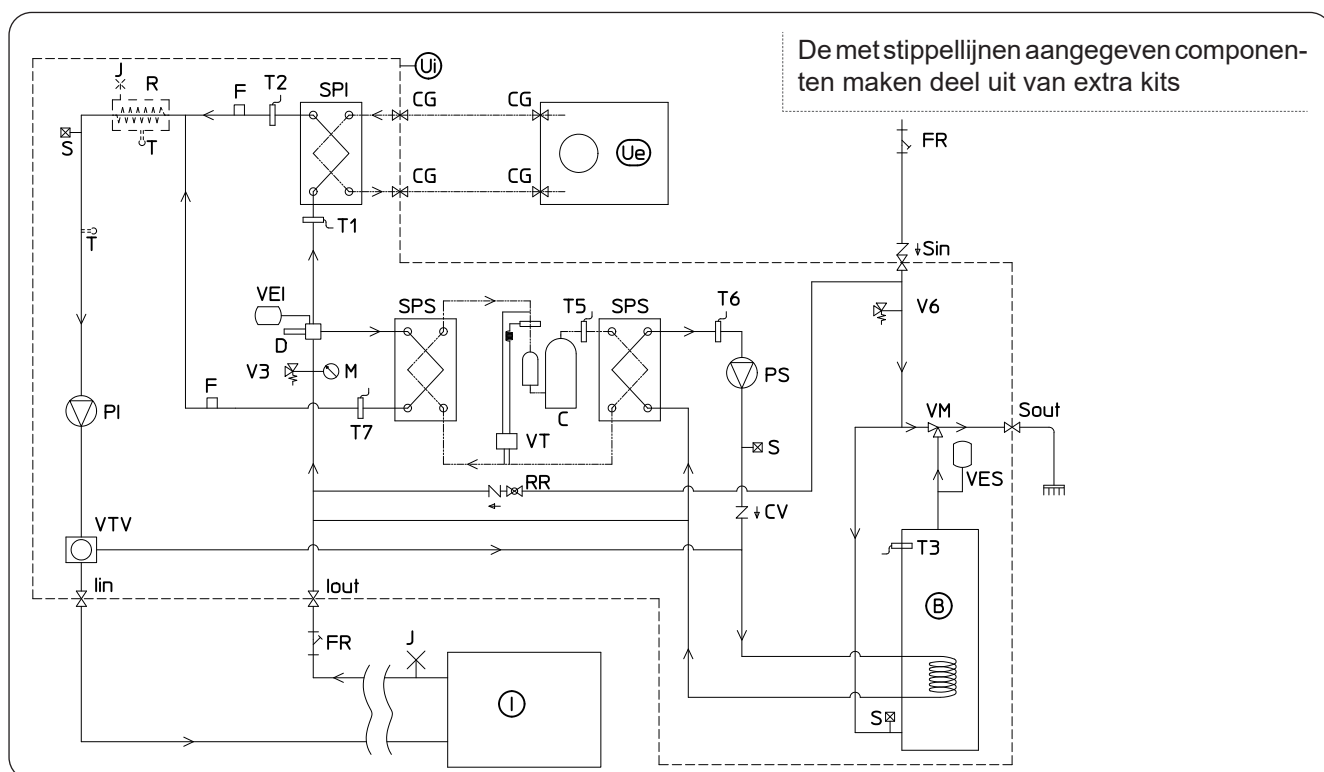 De met stippellijnen aangegeven componen-
ten maken deel uit van extra kits
Ui
J
R
F
T2
SPI
CG
CG
Ue
FR
S
T
CG
CG
T
T1
Sin
VEI
SPS
T5
SPS
T6
V6
D
V3
M
PS
F
PI
T7
C
VM
Sout
VT
S
VES
RR
VTV
CV
T3
Iin
Iout
B
FR
J
I
S